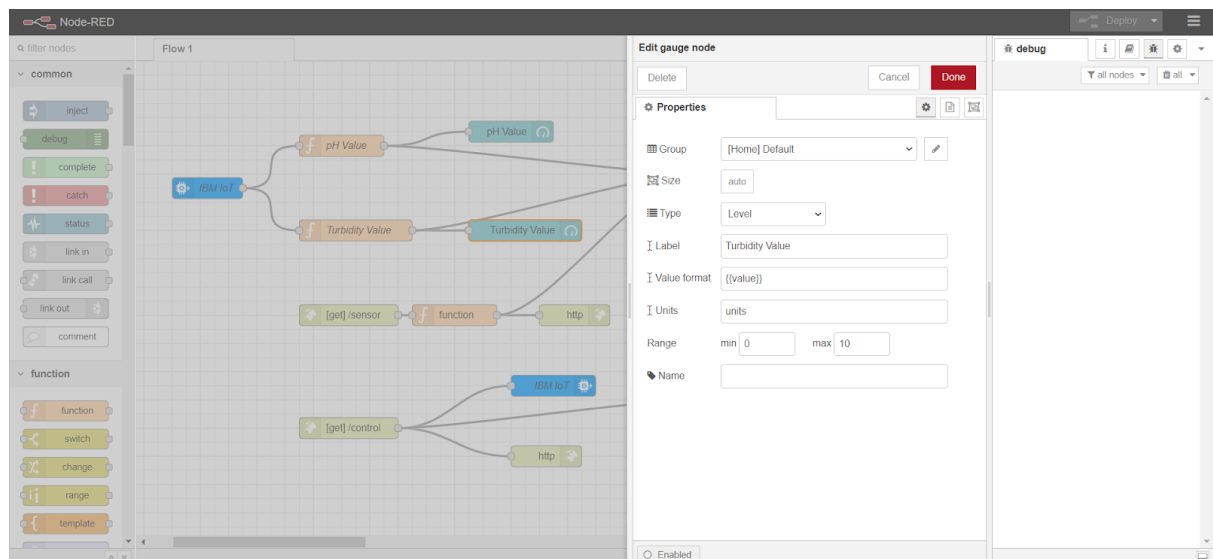 Node-RED
Deploy
filter nodes
common
inject
debug
complete
catch
status
link in
link call
link out
comment
function
function
switch
change
range
template
Flow 1
IBM IoT
pH Value
pH Value
Turbidity Value
Turbidity Value
[get] /sensor
function
http
IBM IoT
[get] /control
http
Edit gauge node
Delete
Cancel
Done
Properties
Group
[Home] Default
Size
auto
Type
Level
Label
Turbidity Value
Value format
{{value}}
Units
units
Range
min 0
max 10
Name
Enabled
debug
all nodes
all